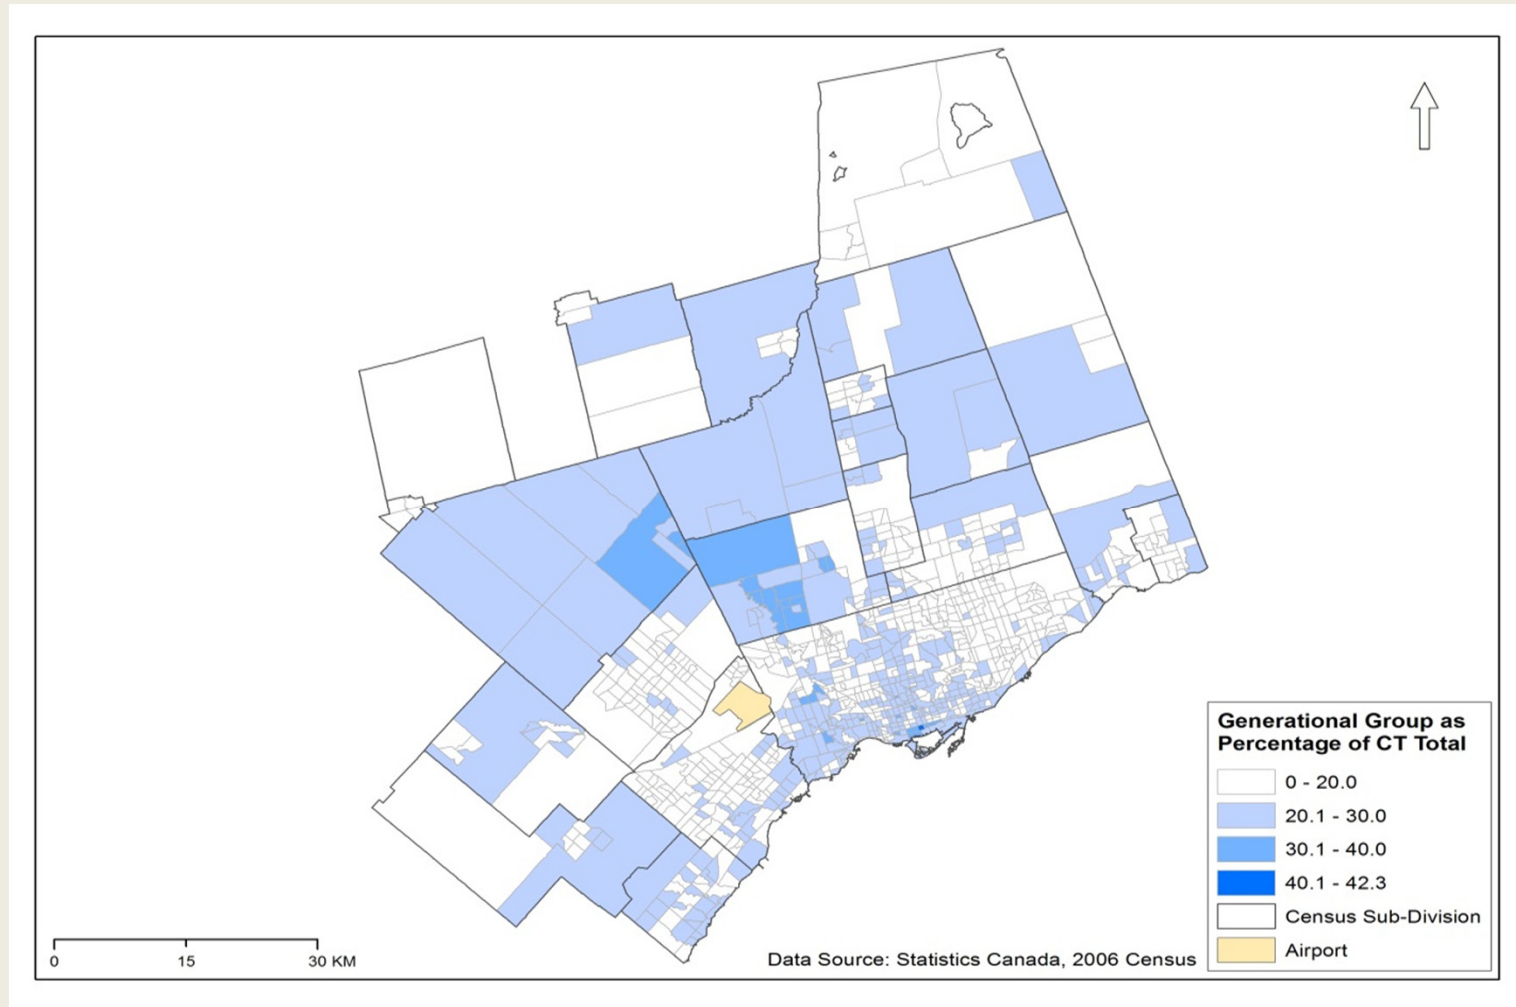 Generational Group as
Percentage of CT Total
0 - 20.0
20.1 - 30.0
30.1 - 40.0
40.1 - 42.3
Census Sub-Division
Airport
0 15 30 KM
Data Source: Statistics Canada, 2006 Census